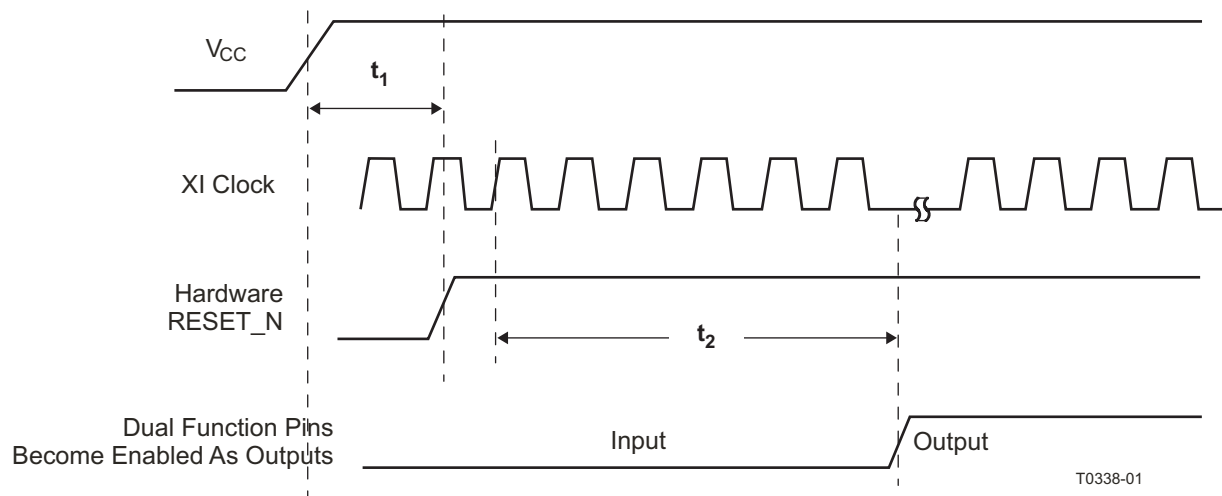 VCC
t1
XI Clock
Hardware
RESET_N
t2
Dual Function Pins
Become Enabled As Outputs
Input
Output
T0338-01